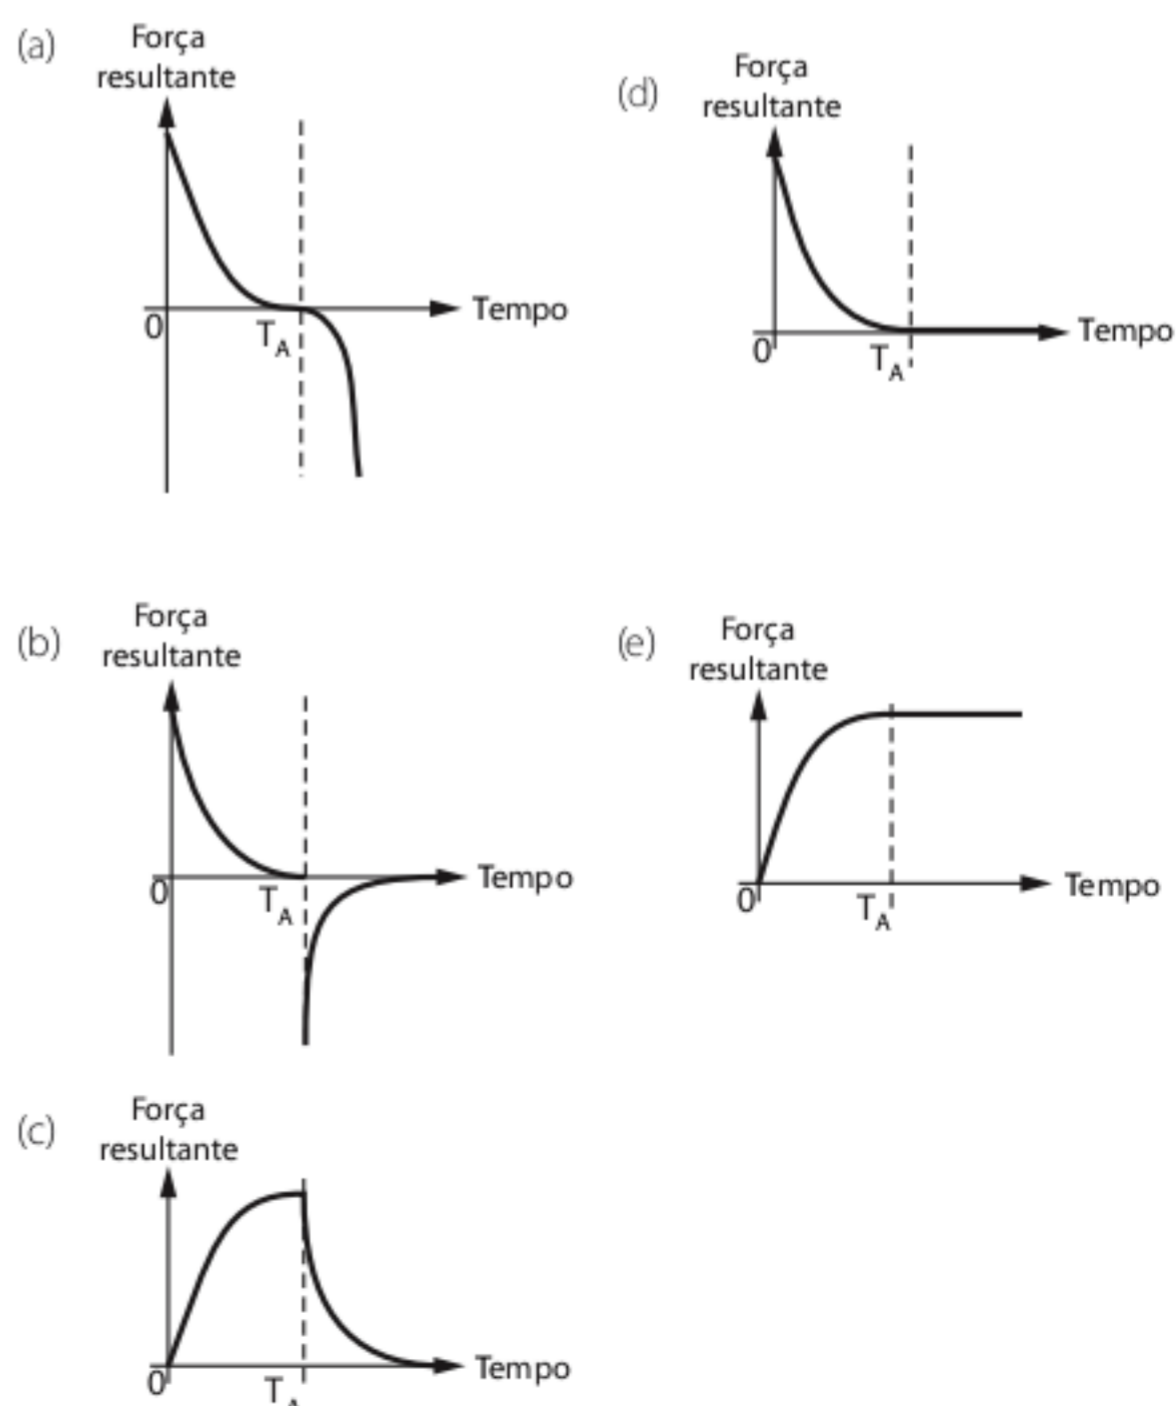 (a)
Força
resultante
0
T_A
Tempo
(b)
Força
resultante
0
T_A
Tempo
(c)
Força
resultante
0
T_A
Tempo
(d)
Força
resultante
0
T_A
Tempo
(e)
Força
resultante
0
T_A
Tempo